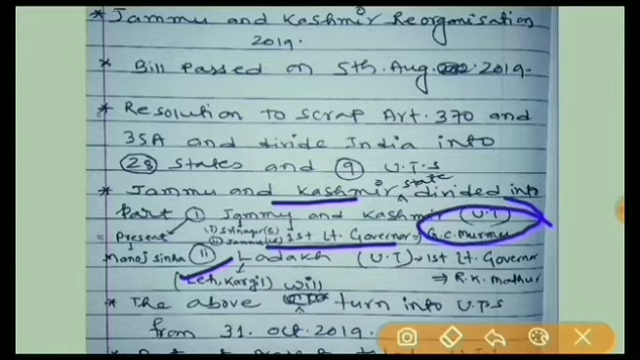 * Jammu and Kashmir Reorganisation
2019.
* Bill Passed on 5th. Aug. 2019.
* Resolution to scrap Art. 370 and
35A and divide India into
28 states and 9 U.T.s
* Jammu and Kashmir state divided into
Part (i) Jammu and Kashmir (U.T)
Present (1) Srinagar(S) (2) Jammu(W) 1st Lt. Governor → G.C. Murmu
Manoj Sinha (ii) Ladakh (U.T) → 1st Lt. Governor
(Leh, Kargil) will ⇒ R.K. Mathur
* The above turn into U.T.s
from 31. Oct. 2019.